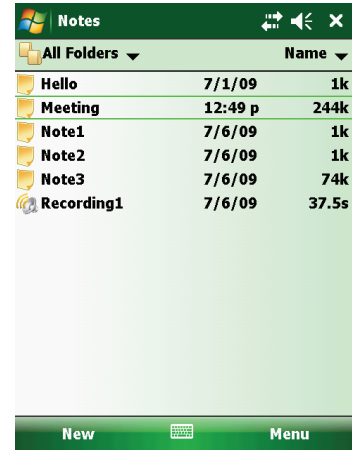 Notes
All Folders Name
Hello 7/1/09 1k
Meeting 12:49 p 244k
Note1 7/6/09 1k
Note2 7/6/09 1k
Note3 7/6/09 74k
Recording1 7/6/09 37.5s
New Menu